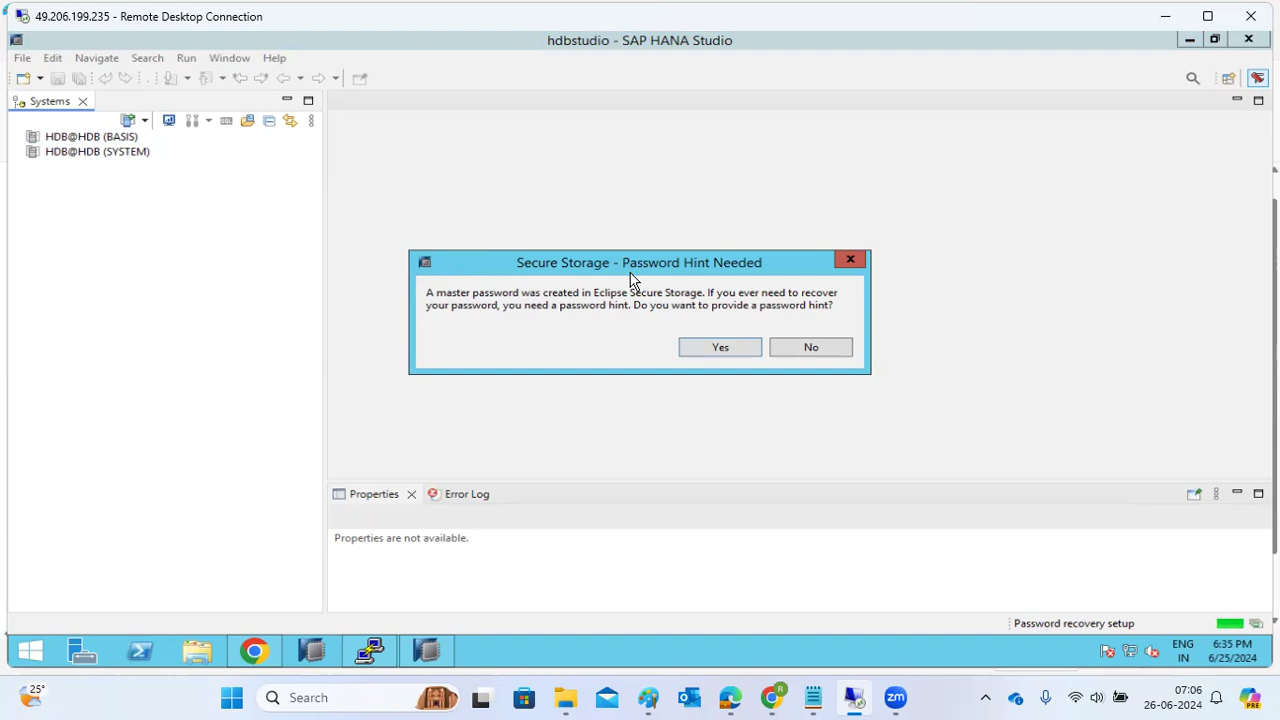 49.206.199.235 - Remote Desktop Connection
hdbstudio - SAP HANA Studio
File Edit Navigate Search Run Window Help
Systems
HDB@HDB (BASIS)
HDB@HDB (SYSTEM)
Secure Storage - Password Hint Needed
A master password was created in Eclipse Secure Storage. If you ever need to recover
your password, you need a password hint. Do you want to provide a password hint?
Yes No
Properties Error Log
Properties are not available.
Password recovery setup
ENG 6:35 PM
IN 6/25/2024
25°
Search
zm
07:06
26-06-2024
PRE